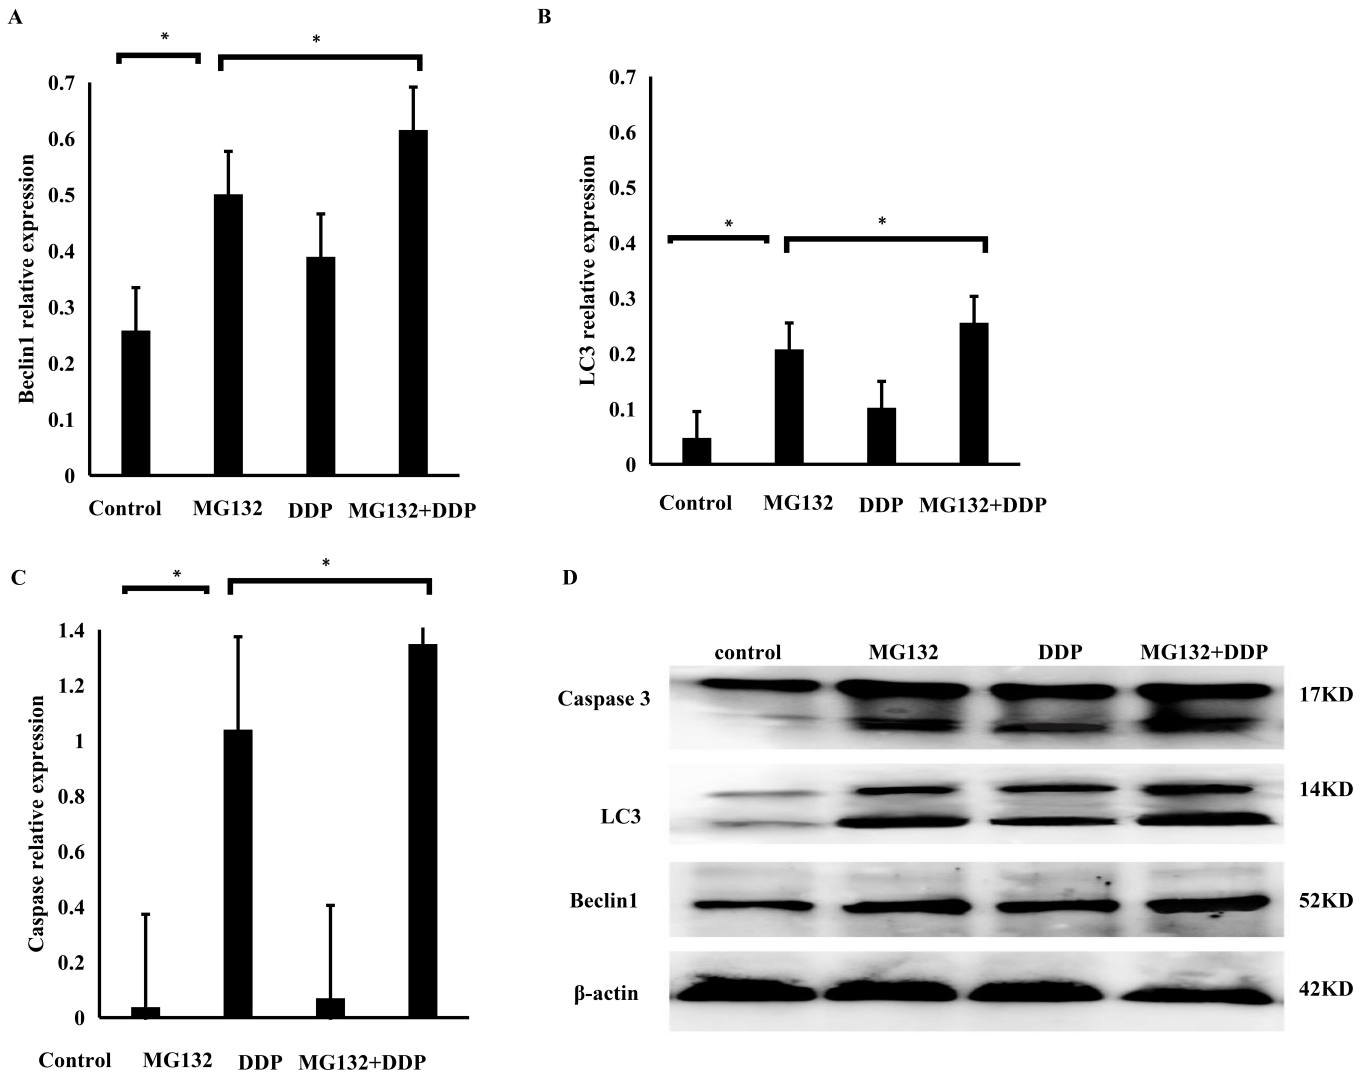 A
*
*
0.7
0.6
0.5
0.4
0.3
0.2
0.1
0
Beclin1 relative expression
Control MG132 DDP MG132+DDP
B
*
*
0.7
0.6
0.5
0.4
0.3
0.2
0.1
0
LC3 reelative expression
Control MG132 DDP MG132+DDP
C
*
*
1.4
1.2
1
0.8
0.6
0.4
0.2
0
Caspase relative expression
Control MG132 DDP MG132+DDP
D
control MG132 DDP MG132+DDP
Caspase 3 17KD
LC3 14KD
Beclin1 52KD
β-actin 42KD